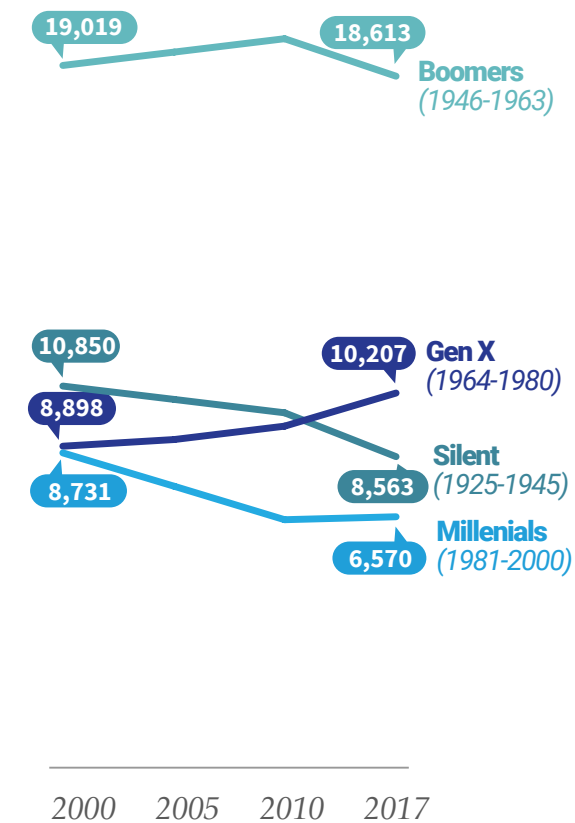 19,019
18,613
Boomers
(1946-1963)
10,850
10,207
Gen X
(1964-1980)
8,898
Silent
(1925-1945)
8,563
8,731
Millenials
(1981-2000)
6,570
2000 2005 2010 2017